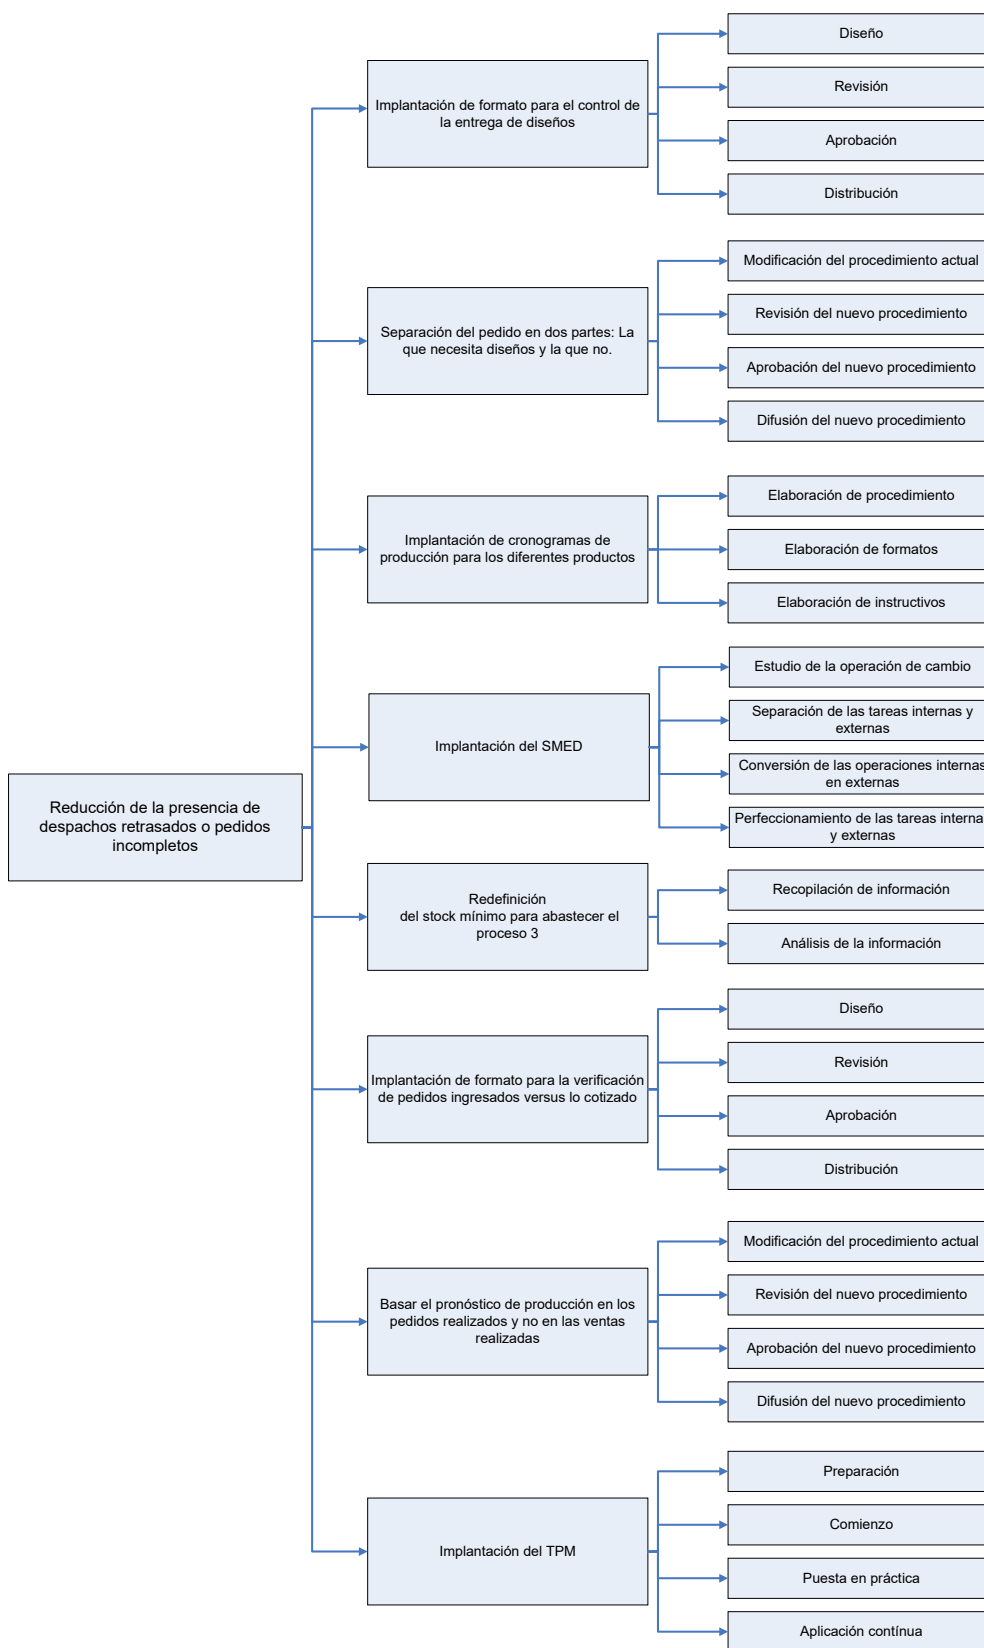 Reducción de la presencia de
despachos retrasados o pedidos
incompletos
Implantación de formato para el control de
la entrega de diseños
Diseño
Revisión
Aprobación
Distribución
Separación del pedido en dos partes: La
que necesita diseños y la que no.
Modificación del procedimiento actual
Revisión del nuevo procedimiento
Aprobación del nuevo procedimiento
Difusión del nuevo procedimiento
Implantación de cronogramas de
producción para los diferentes productos
Elaboración de procedimiento
Elaboración de formatos
Elaboración de instructivos
Implantación del SMED
Estudio de la operación de cambio
Separación de las tareas internas y
externas
Conversión de las operaciones internas
en externas
Perfeccionamiento de las tareas interna
y externas
Redefinición
del stock mínimo para abastecer el
proceso 3
Recopilación de información
Análisis de la información
Implantación de formato para la verificación
de pedidos ingresados versus lo cotizado
Diseño
Revisión
Aprobación
Distribución
Basar el pronóstico de producción en los
pedidos realizados y no en las ventas
realizadas
Modificación del procedimiento actual
Revisión del nuevo procedimiento
Aprobación del nuevo procedimiento
Difusión del nuevo procedimiento
Implantación del TPM
Preparación
Comienzo
Puesta en práctica
Aplicación contínua